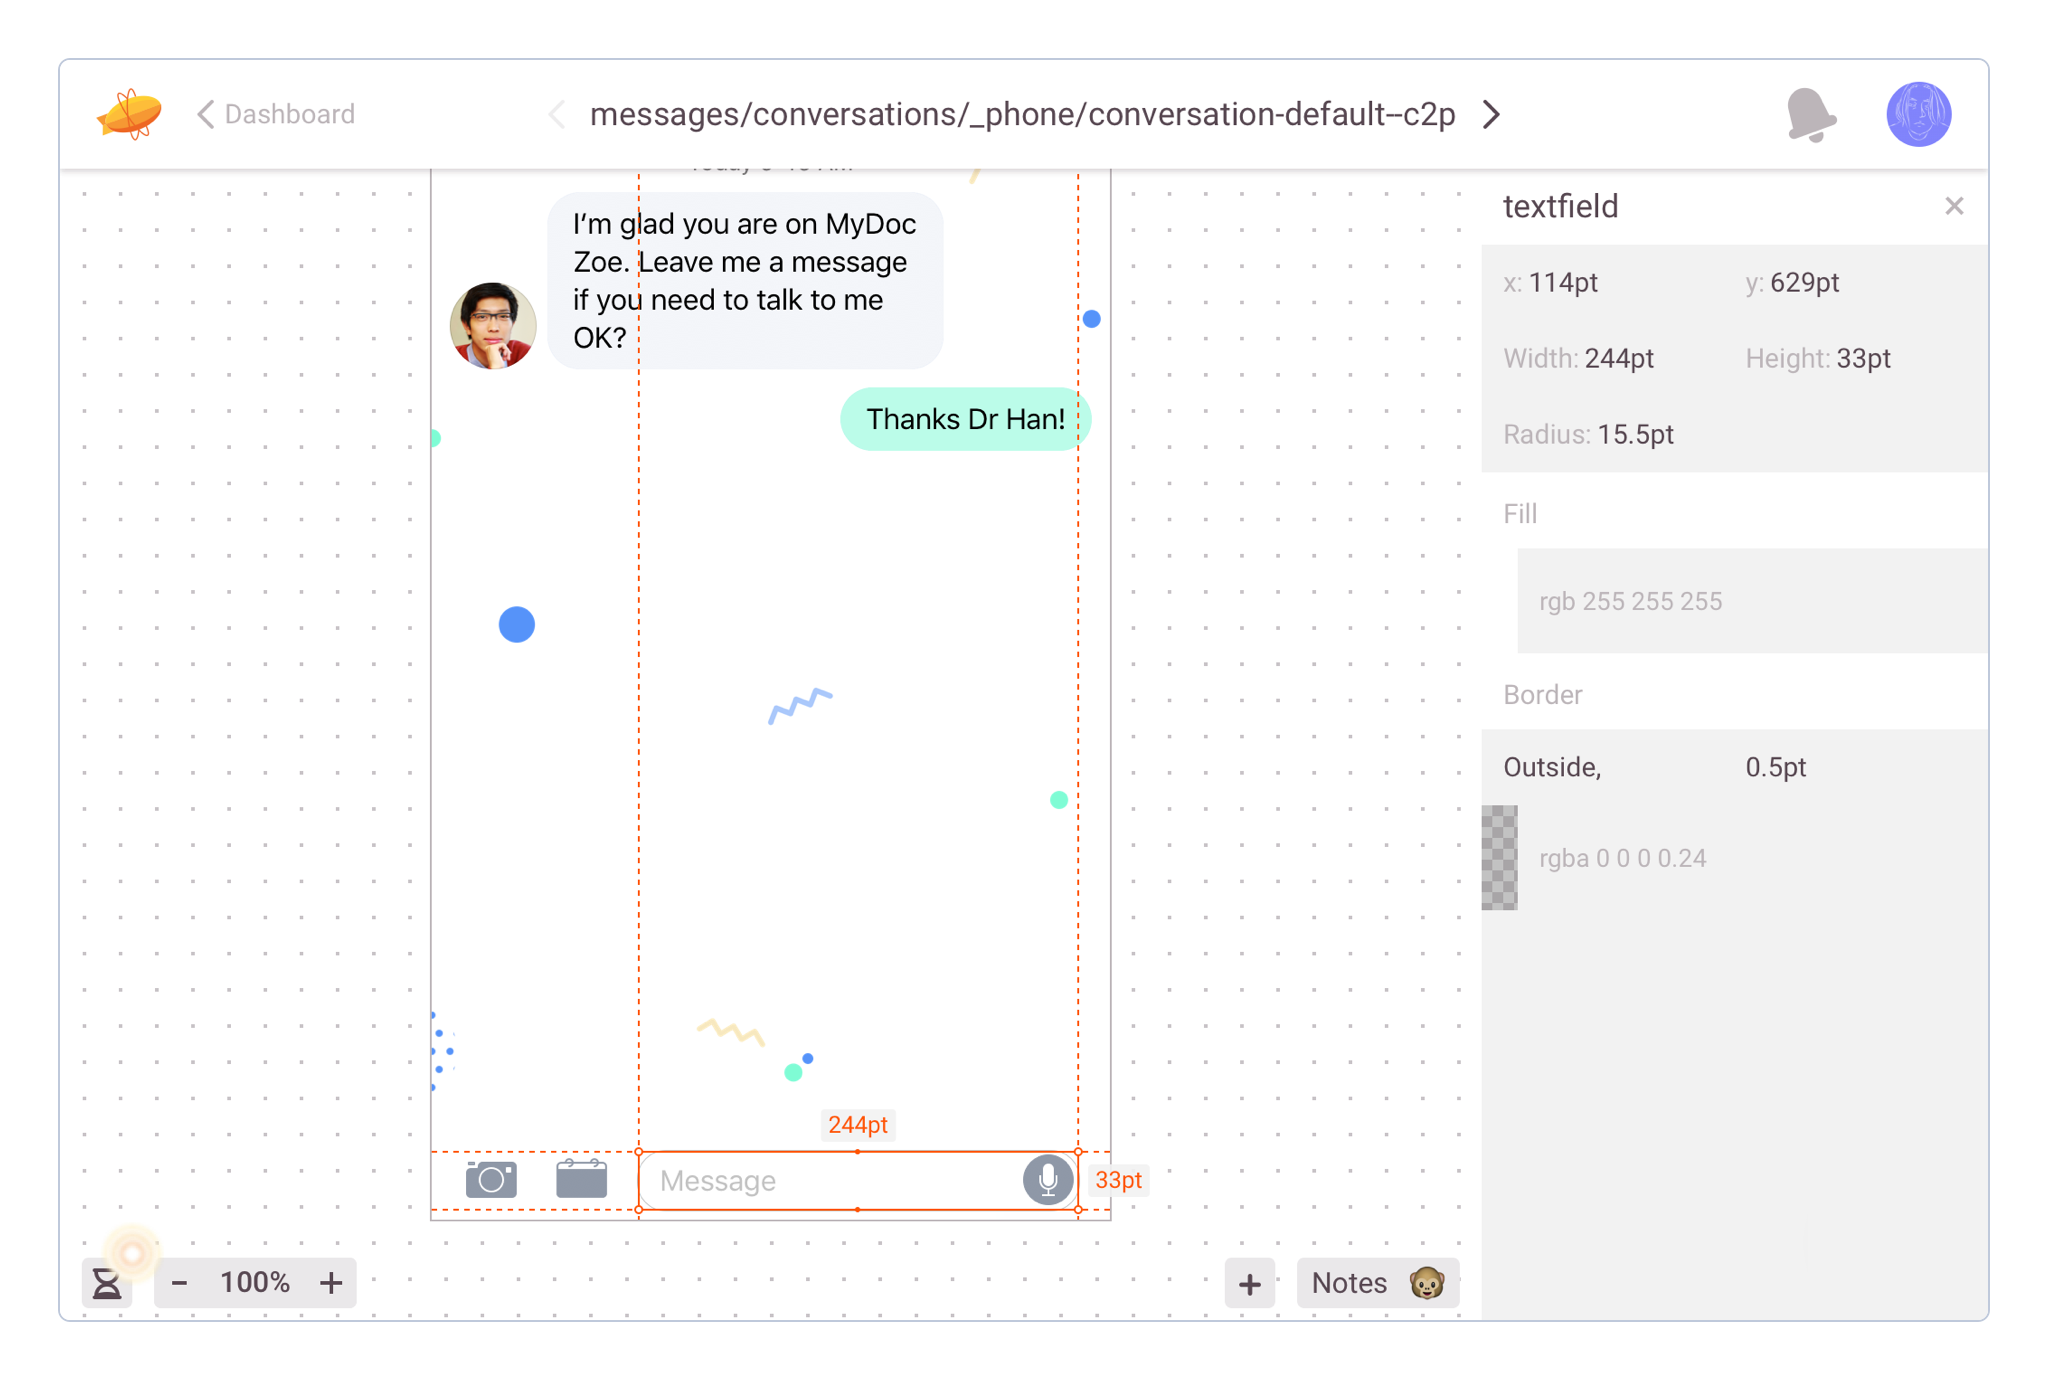 Dashboard
messages/conversations/_phone/conversation-default--c2p
I'm glad you are on MyDoc
Zoe. Leave me a message
if you need to talk to me
OK?
Thanks Dr Han!
244pt
Message
33pt
100%
Notes
textfield
x: 114pt
y: 629pt
Width: 244pt
Height: 33pt
Radius: 15.5pt
Fill
rgb 255 255 255
Border
Outside,
0.5pt
rgba 0 0 0 0.24